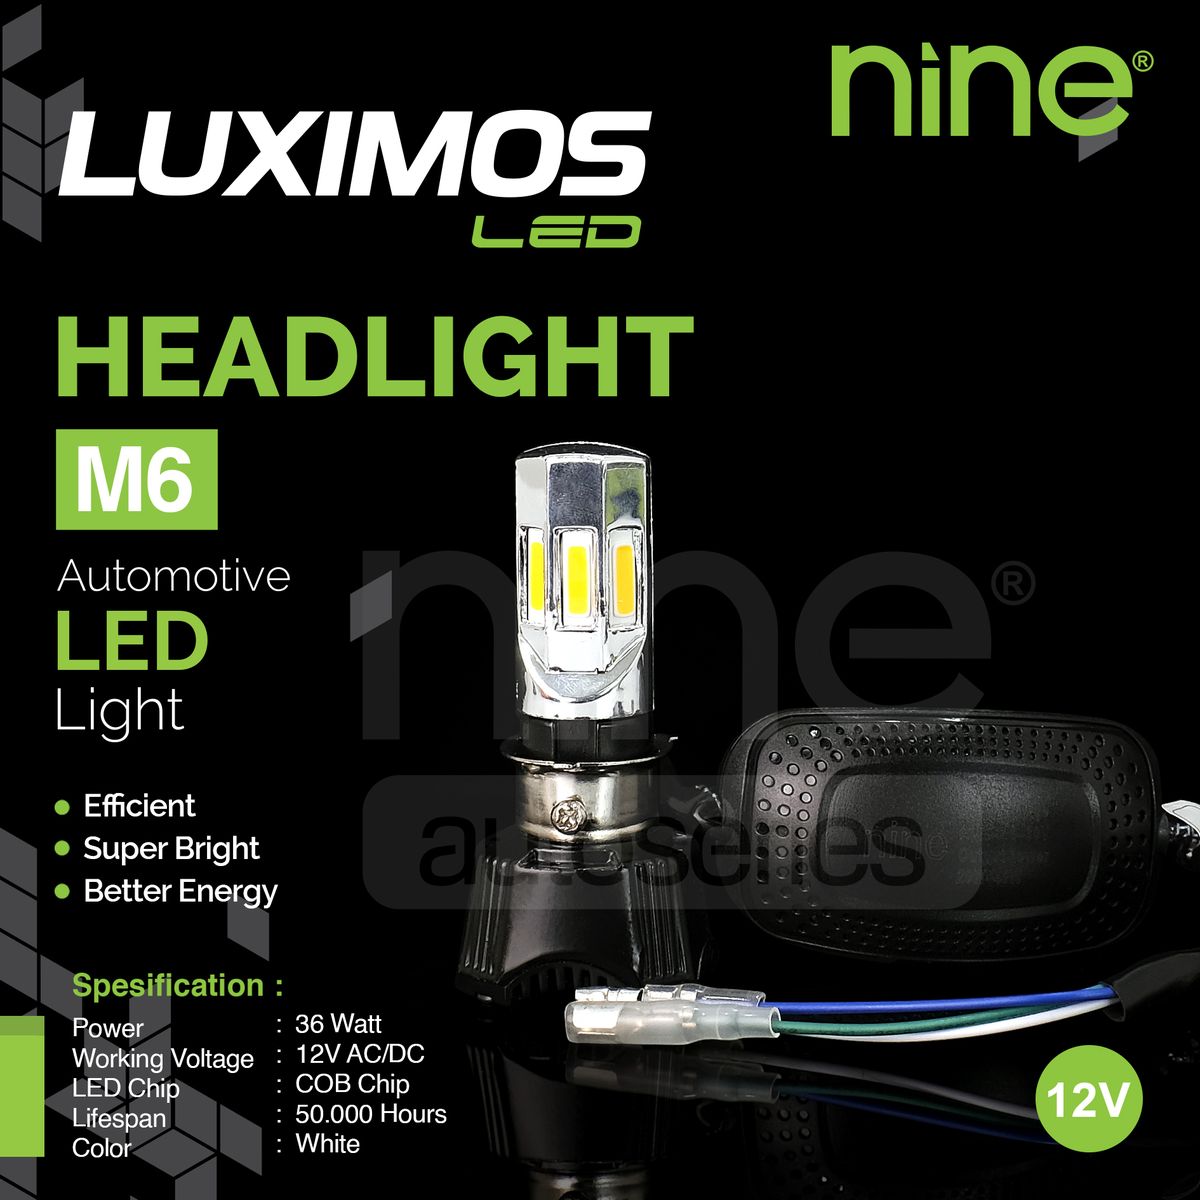 nine®
LUXIMOS
LED
HEADLIGHT
M6
Automotive
LED
Light
nine®
autoseries
nine
Efficient
Super Bright
Better Energy
Spesification :
Power : 36 Watt
Working Voltage : 12V AC/DC
LED Chip : COB Chip
Lifespan : 50.000 Hours
Color : White
12V